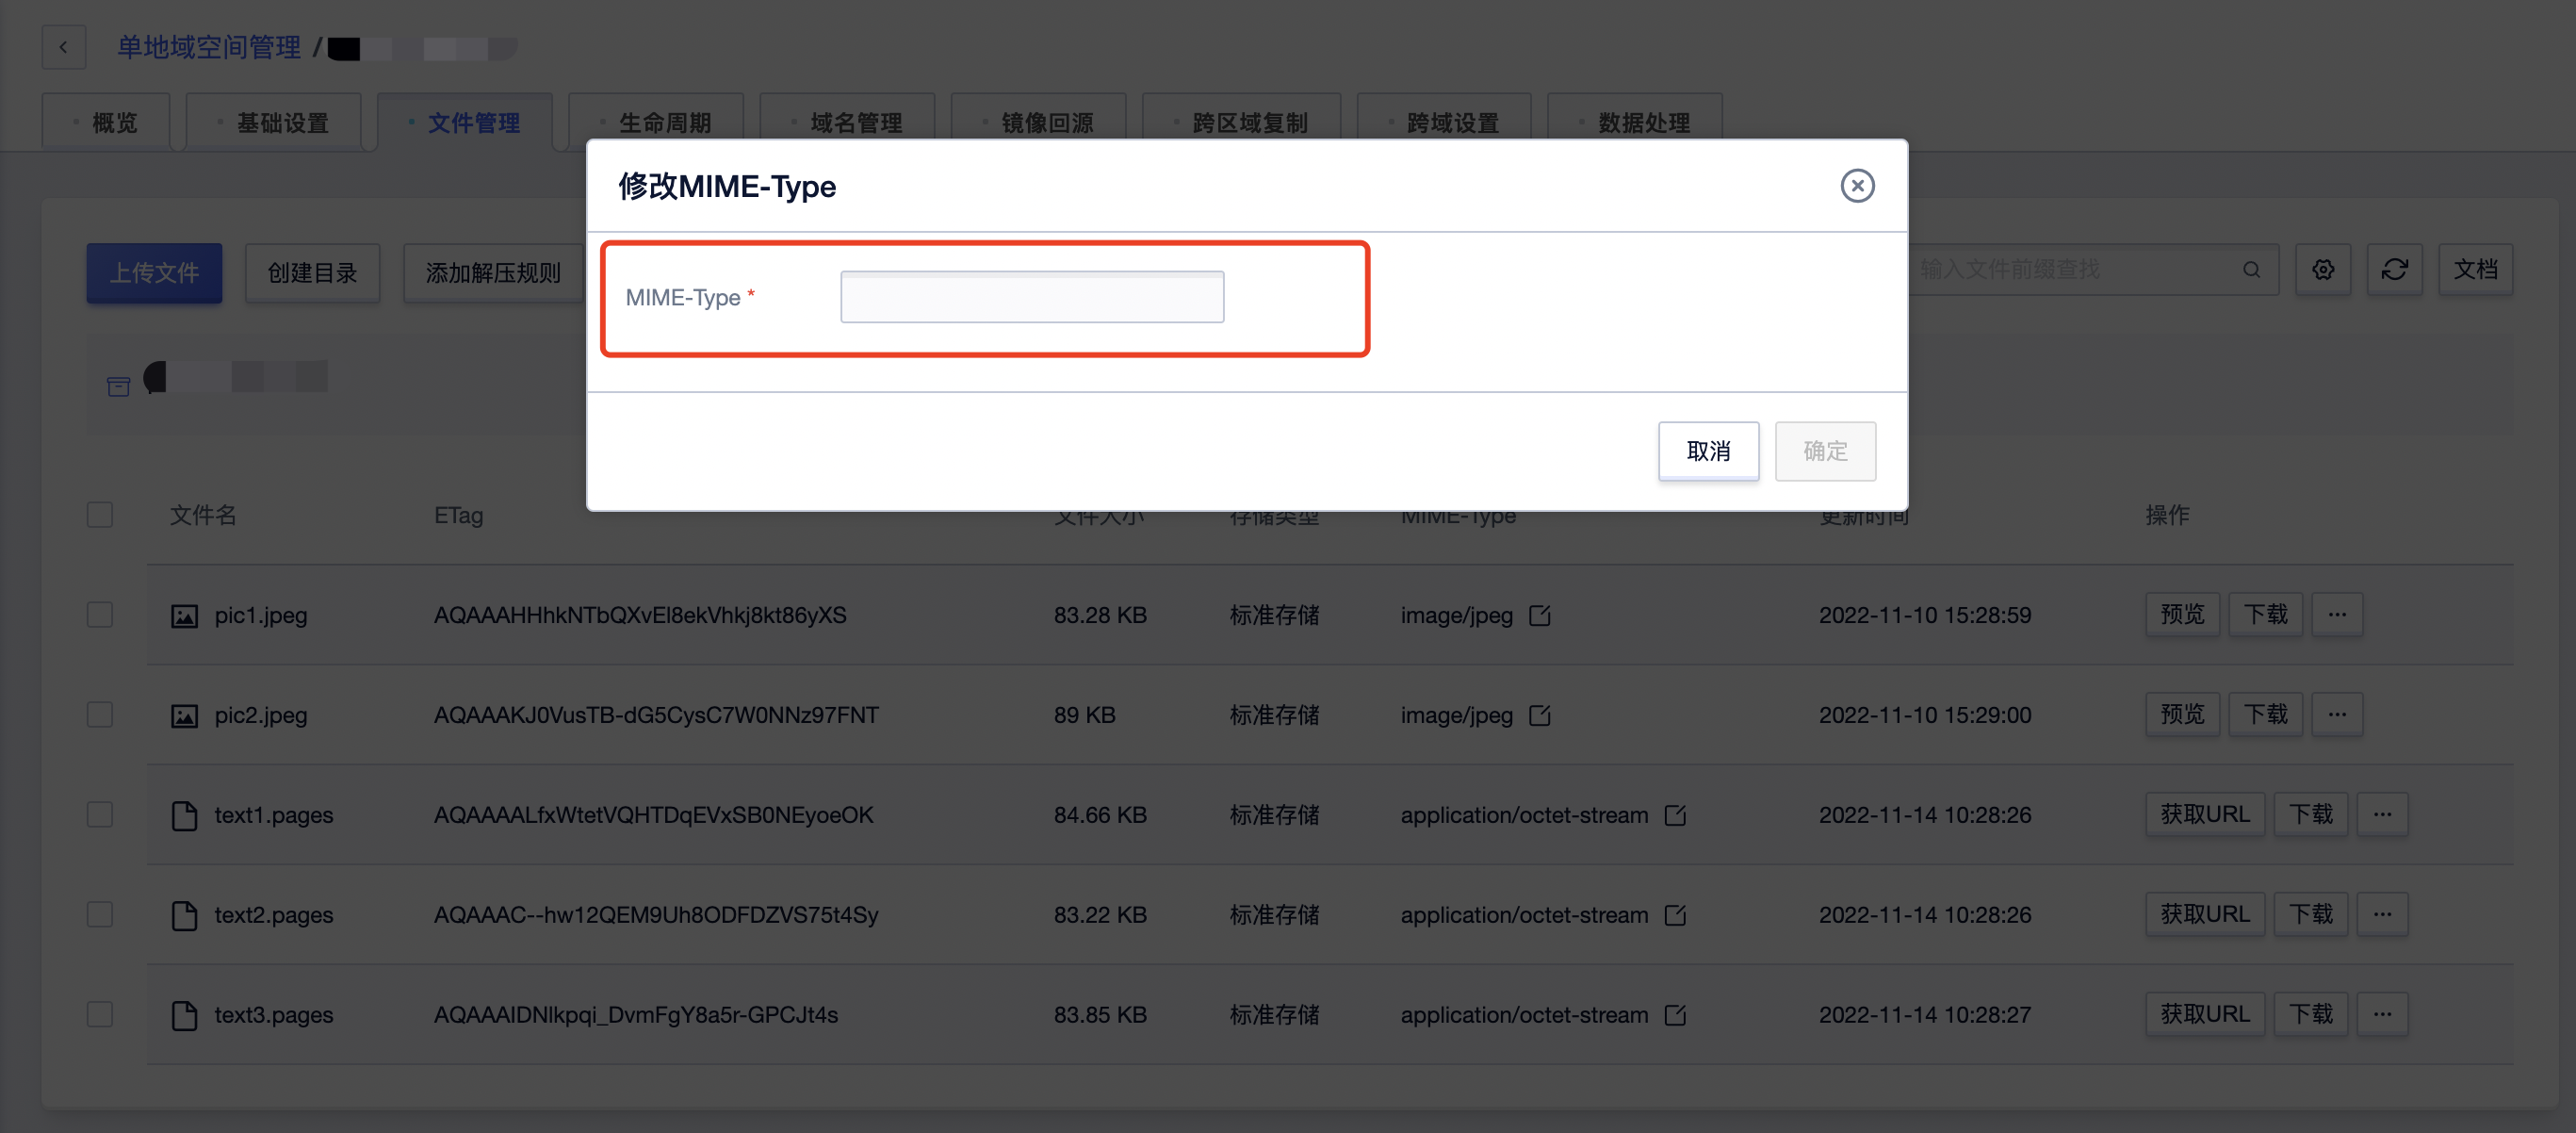 单地域空间管理 /
概览 基础设置 文件管理 生命周期 域名管理 镜像回源 跨区域复制 跨域设置 数据处理
修改MIME-Type
上传文件 创建目录 添加解压规则 输入文件前缀查找 文档
MIME-Type *
取消 确定
文件名 ETag 文件大小 存储类型 MIME-Type 更新时间 操作
pic1.jpeg AQAAAHHhkNTbQXvEl8ekVhkj8kt86yXS 83.28 KB 标准存储 image/jpeg 2022-11-10 15:28:59 预览 下载 ···
pic2.jpeg AQAAAKJ0VusTB-dG5CysC7W0NNz97FNT 89 KB 标准存储 image/jpeg 2022-11-10 15:29:00 预览 下载 ···
text1.pages AQAAAALfxWtetVQHTDqEVxSB0NEyoeOK 84.66 KB 标准存储 application/octet-stream 2022-11-14 10:28:26 获取URL 下载 ···
text2.pages AQAAAC--hw12QEM9Uh8ODFDZVS75t4Sy 83.22 KB 标准存储 application/octet-stream 2022-11-14 10:28:26 获取URL 下载 ···
text3.pages AQAAAIDNlkpqi_DvmFgY8a5r-GPCJt4s 83.85 KB 标准存储 application/octet-stream 2022-11-14 10:28:27 获取URL 下载 ···